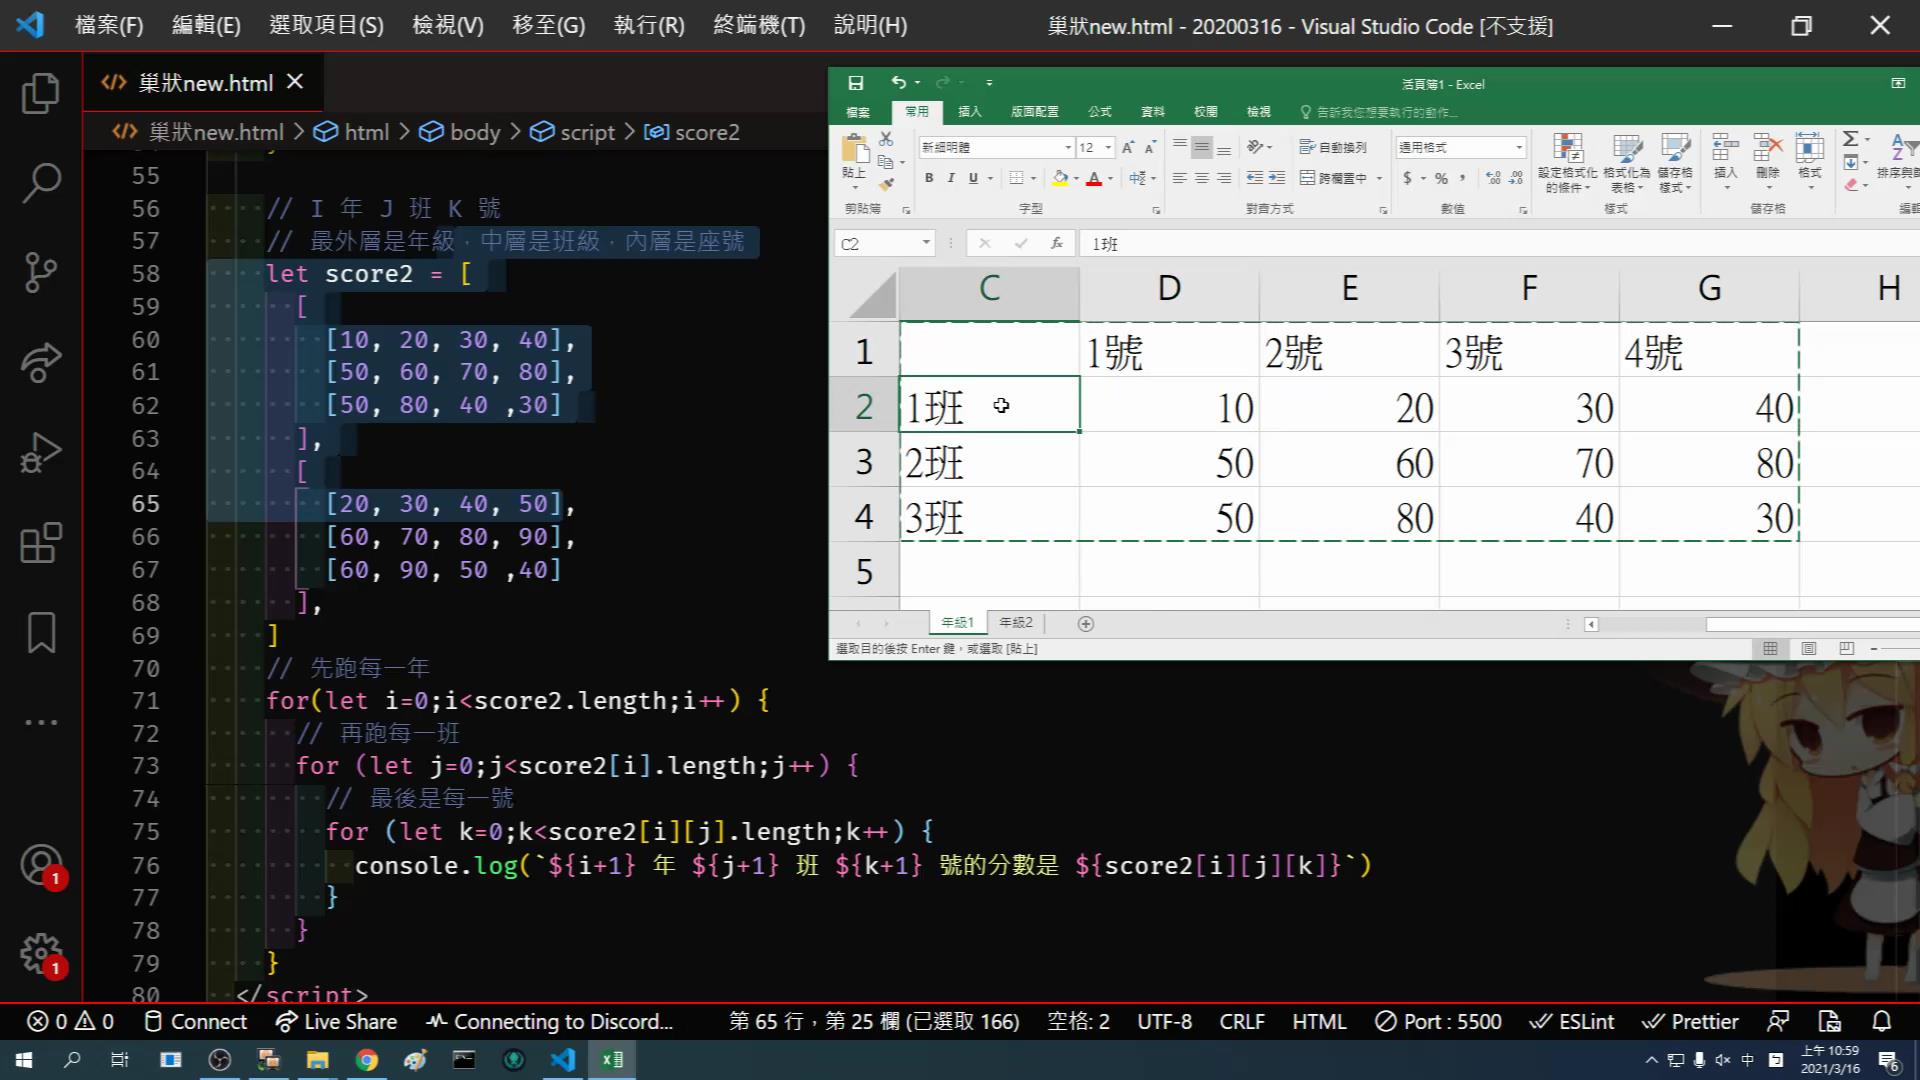 檔案(F) 編輯(E) 選取項目(S) 檢視(V) 移至(G) 執行(R) 終端機(T) 說明(H) 巢狀new.html - 20200316 - Visual Studio Code [不支援]
巢狀new.html
巢狀new.html > html > body > script > score2
55
56 // I 年 J 班 K 號
57 // 最外層是年級，中層是班級，內層是座號
58 let score2 = [
59 [
60 [10, 20, 30, 40],
61 [50, 60, 70, 80],
62 [50, 80, 40 ,30]
63 ],
64 [
65 [20, 30, 40, 50],
66 [60, 70, 80, 90],
67 [60, 90, 50 ,40]
68 ],
69 ]
70 // 先跑每一年
71 for(let i=0;i<score2.length;i++) {
72 // 再跑每一班
73 for (let j=0;j<score2[i].length;j++) {
74 // 最後是每一號
75 for (let k=0;k<score2[i][j].length;k++) {
76 console.log(`${i+1} 年 ${j+1} 班 ${k+1} 號的分數是 ${score2[i][j][k]}`)
77 }
78 }
79 }
80 </script>
活頁簿1 - Excel
檔案 常用 插入 版面配置 公式 資料 校閱 檢視 告訴我您想要執行的動作...
貼上 新細明體 12 自動換列 通用格式 設定格式化的條件 格式化為表格 儲存格樣式 插入 刪除 格式
B I U 跨欄置中 $ %
剪貼簿 字型 對齊方式 數值 樣式 儲存格
C2 fx 1班
C D E F G H
1 1號 2號 3號 4號
2 1班 10 20 30 40
3 2班 50 60 70 80
4 3班 50 80 40 30
5
年級1 年級2
選取目的後按 Enter 鍵，或選取 [貼上]
1
1
0 0 Connect Live Share Connecting to Discord... 第 65 行，第 25 欄 (已選取 166) 空格: 2 UTF-8 CRLF HTML Port : 5500 ESLint Prettier
中 上午 10:59
2021/3/16 6